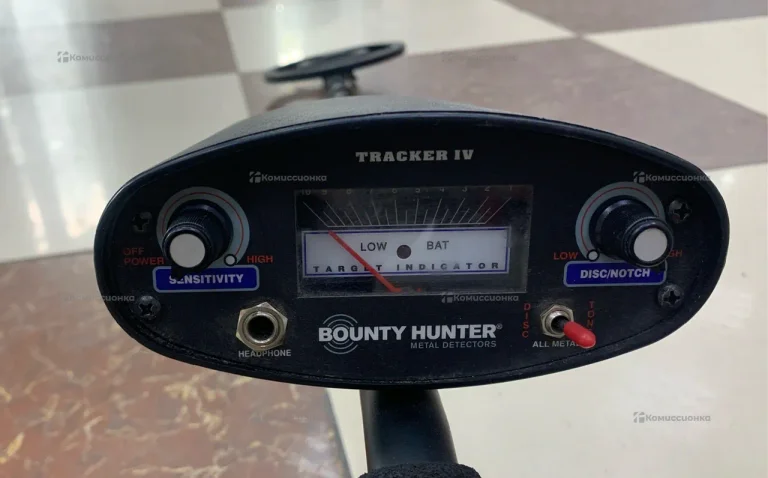 Комиссионка
TRACKER IV
Комиссионка
Комиссионка
OFF
POWER
HIGH
SENSITIVITY
LOW BAT
TARGET INDICATOR
LOW
DISC/NOTCH
Комиссионка
HEADPHONE
BOUNTY HUNTER®
METAL DETECTORS
DISC
ALL METAL
Комиссионка